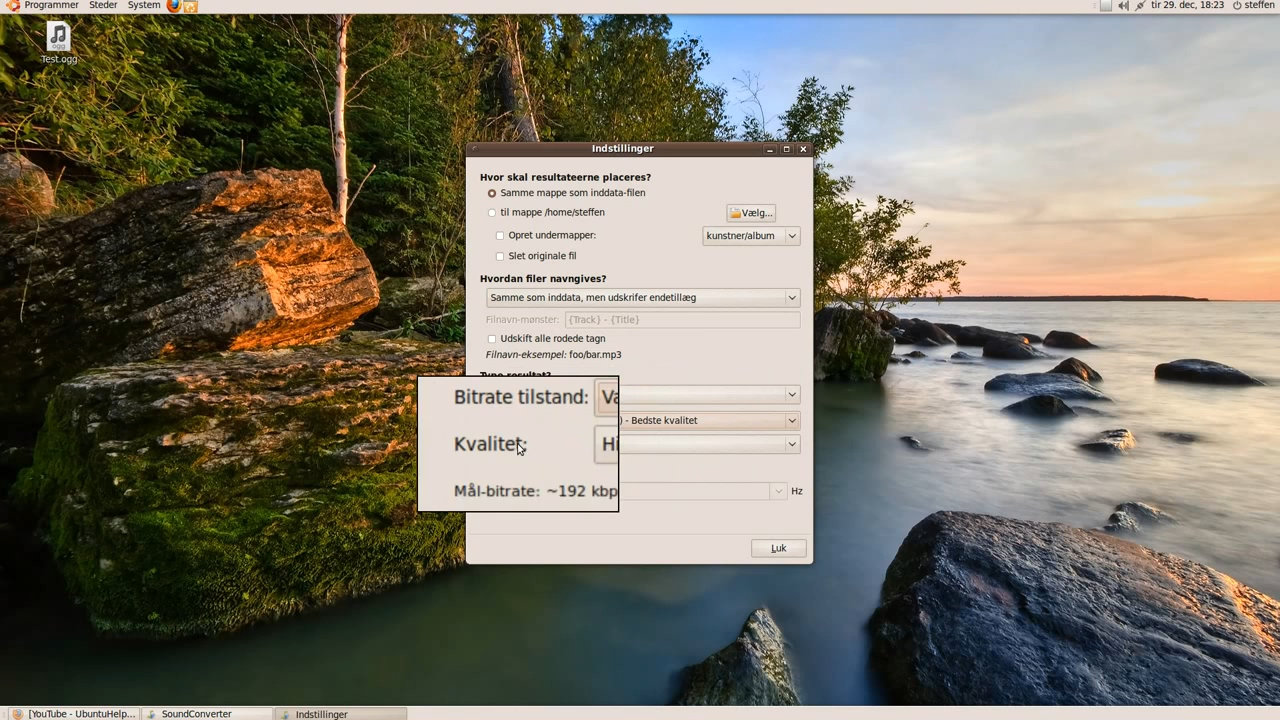 Programmer Steder System
tir 29. dec, 18:23 steffen
ogg
Test.ogg
Indstillinger
Hvor skal resultateerne placeres?
Samme mappe som inddata-filen
til mappe /home/steffen
Vælg...
Opret undermapper:
kunstner/album
Slet originale fil
Hvordan filer navngives?
Samme som inddata, men udskrifer endetillæg
Filnavn-mønster: {Track} - {Title}
Udskift alle rodede tagn
Filnavn-eksempel: foo/bar.mp3
Type resultat?
Bitrate tilstand:
) - Bedste kvalitet
Kvalitet:
Mål-bitrate: ~192 kbp
Hz
Luk
[YouTube - UbuntuHelp... SoundConverter Indstillinger